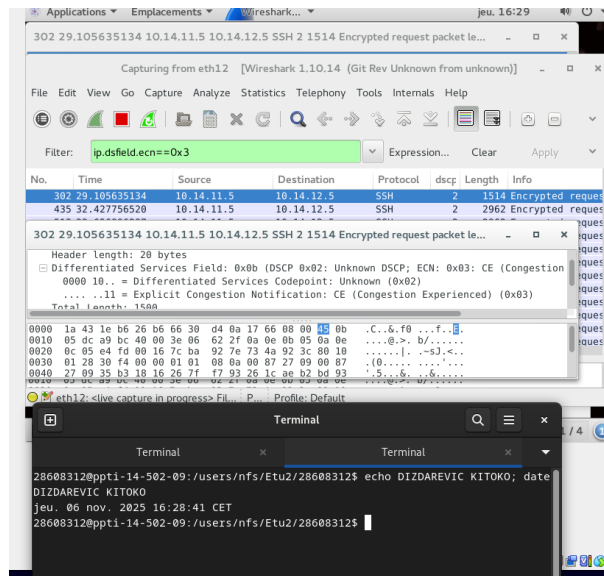 Applications Emplacements Wireshark... jeu. 16:29
302 29.105635134 10.14.11.5 10.14.12.5 SSH 2 1514 Encrypted request packet le...
Capturing from eth12 [Wireshark 1.10.14 (Git Rev Unknown from unknown)]
File Edit View Go Capture Analyze Statistics Telephony Tools Internals Help
Filter: ip.dsfield.ecn==0x3 Expression... Clear Apply
No. Time Source Destination Protocol dscp Length Info
302 29.105635134 10.14.11.5 10.14.12.5 SSH 2 1514 Encrypted reques
435 32.427756520 10.14.11.5 10.14.12.5 SSH 2 2962 Encrypted reques
302 29.105635134 10.14.11.5 10.14.12.5 SSH 2 1514 Encrypted request packet le...
Header length: 20 bytes
Differentiated Services Field: 0x0b (DSCP 0x02: Unknown DSCP; ECN: 0x03: CE (Congestion
0000 10.. = Differentiated Services Codepoint: Unknown (0x02)
.... ..11 = Explicit Congestion Notification: CE (Congestion Experienced) (0x03)
Total Length: 1500
0000 1a 43 1e b6 26 b6 66 30 d4 0a 17 66 08 00 45 0b .C..&.f0 ...f..E.
0010 05 dc a9 bc 40 00 3e 06 62 2f 0a 0e 0b 05 0a 0e ....@.>. b/......
0020 0c 05 e4 fd 00 16 7c ba 92 7e 73 4a 92 3c 80 10 ......|. .~sJ.<..
0030 01 28 30 f4 00 00 01 01 08 0a 00 87 27 09 00 87 .(0..... ....'...
0040 27 09 35 b3 18 16 26 7f f7 93 26 1c ae b2 bd 93 '.5...&. ..&.....
eth12: <live capture in progress> Fil... P... Profile: Default
Terminal
1 / 4
Terminal Terminal
28608312@ppti-14-502-09:/users/nfs/Etu2/28608312$ echo DIZDAREVIC KITOKO; date
DIZDAREVIC KITOKO
jeu. 06 nov. 2025 16:28:41 CET
28608312@ppti-14-502-09:/users/nfs/Etu2/28608312$